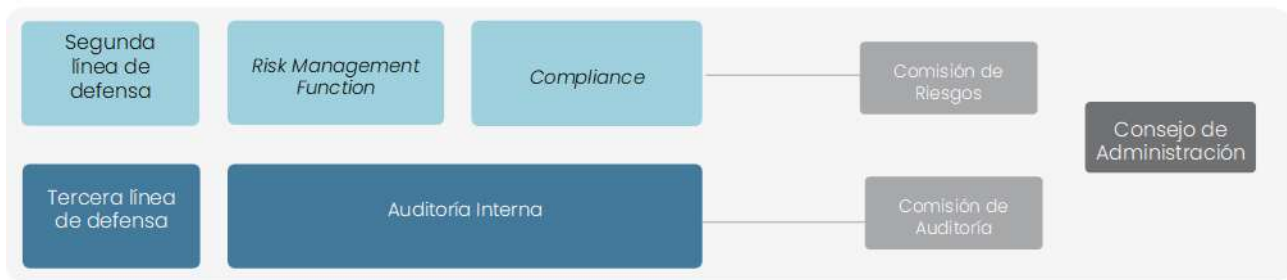 Segunda
línea de
defensa
Risk Management
Function
Compliance
Comisión de
Riesgos
Consejo de
Administración
Tercera línea
de defensa
Auditoría Interna
Comisión de
Auditoría